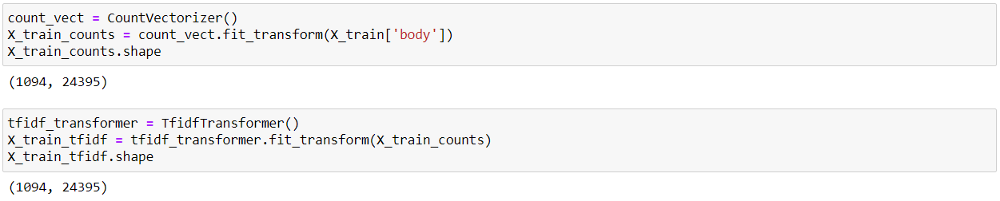 count_vect = CountVectorizer()
X_train_counts = count_vect.fit_transform(X_train['body'])
X_train_counts.shape
(1094, 24395)
tfidf_transformer = TfidfTransformer()
X_train_tfidf = tfidf_transformer.fit_transform(X_train_counts)
X_train_tfidf.shape
(1094, 24395)